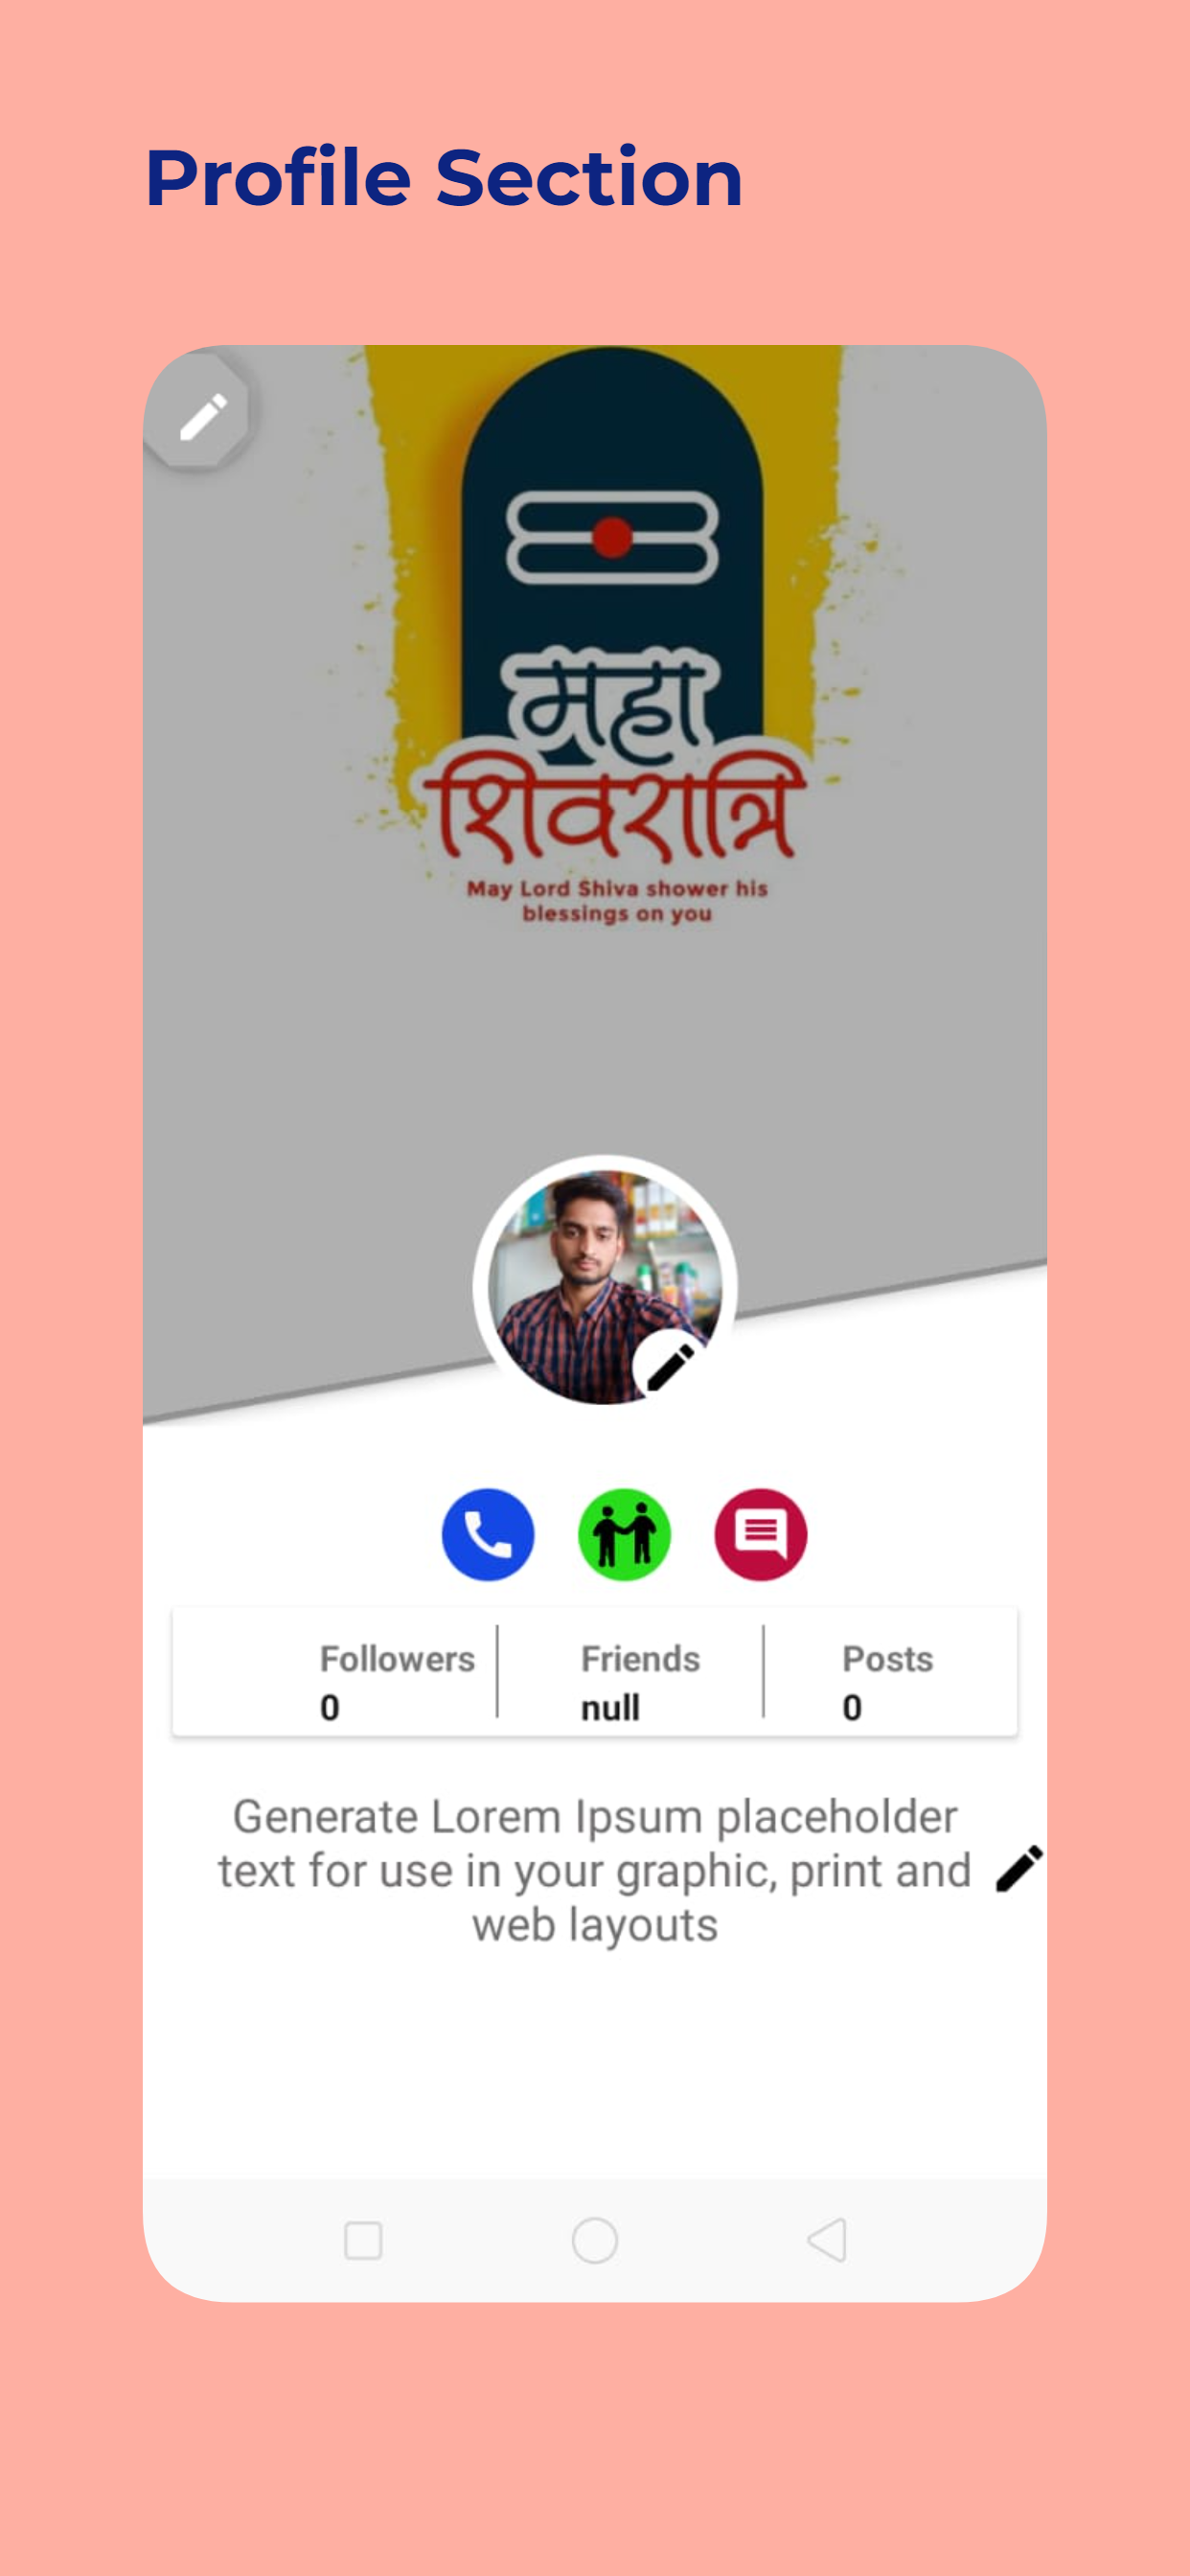 Profile Section
महा
शिवरात्रि
May Lord Shiva shower his
blessings on you
Followers Friends Posts
0 null 0
Generate Lorem Ipsum placeholder
text for use in your graphic, print and
web layouts